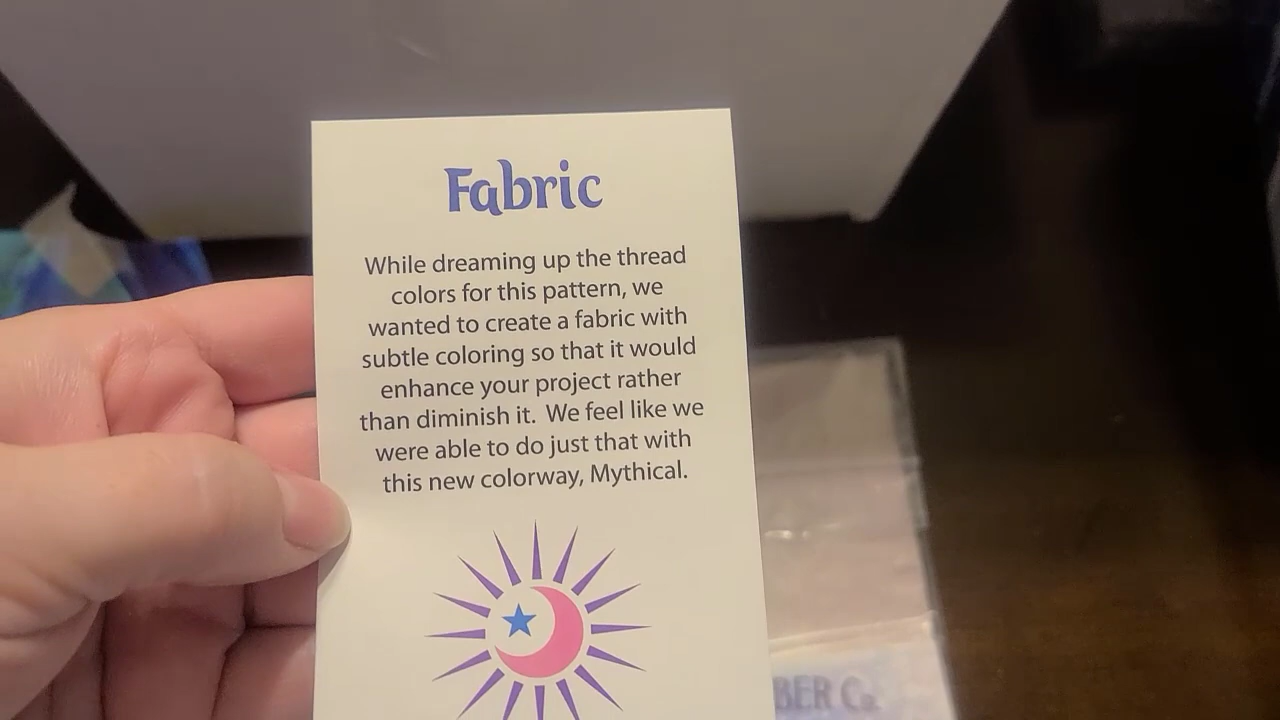 Fabric
While dreaming up the thread
colors for this pattern, we
wanted to create a fabric with
subtle coloring so that it would
enhance your project rather
than diminish it. We feel like we
were able to do just that with
this new colorway, Mythical.